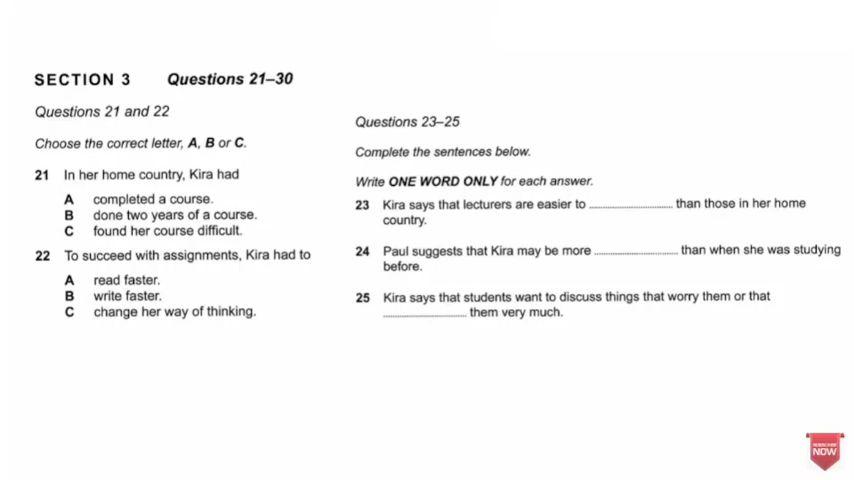 SECTION 3 Questions 21–30
Questions 21 and 22
Choose the correct letter, A, B or C.
21 In her home country, Kira had
A completed a course.
B done two years of a course.
C found her course difficult.
22 To succeed with assignments, Kira had to
A read faster.
B write faster.
C change her way of thinking.
Questions 23–25
Complete the sentences below.
Write ONE WORD ONLY for each answer.
23 Kira says that lecturers are easier to ........................ than those in her home
country.
24 Paul suggests that Kira may be more ........................ than when she was studying
before.
25 Kira says that students want to discuss things that worry them or that
........................ them very much.
SUBSCRIBE
NOW